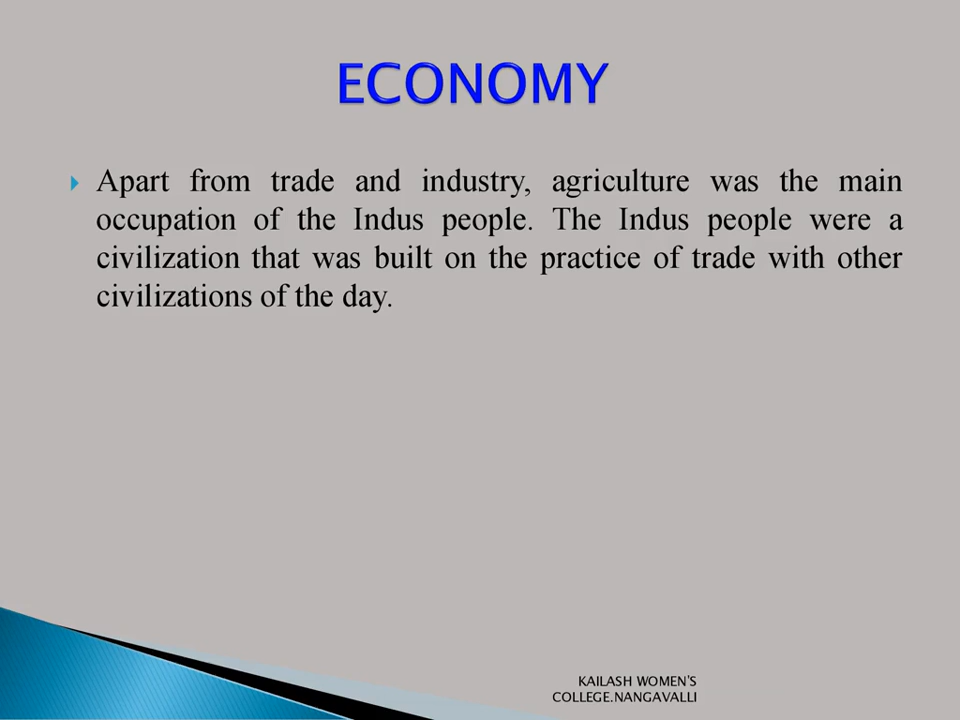 ECONOMY
Apart from trade and industry, agriculture was the main
occupation of the Indus people. The Indus people were a
civilization that was built on the practice of trade with other
civilizations of the day.
KAILASH WOMEN'S
COLLEGE.NANGAVALLI